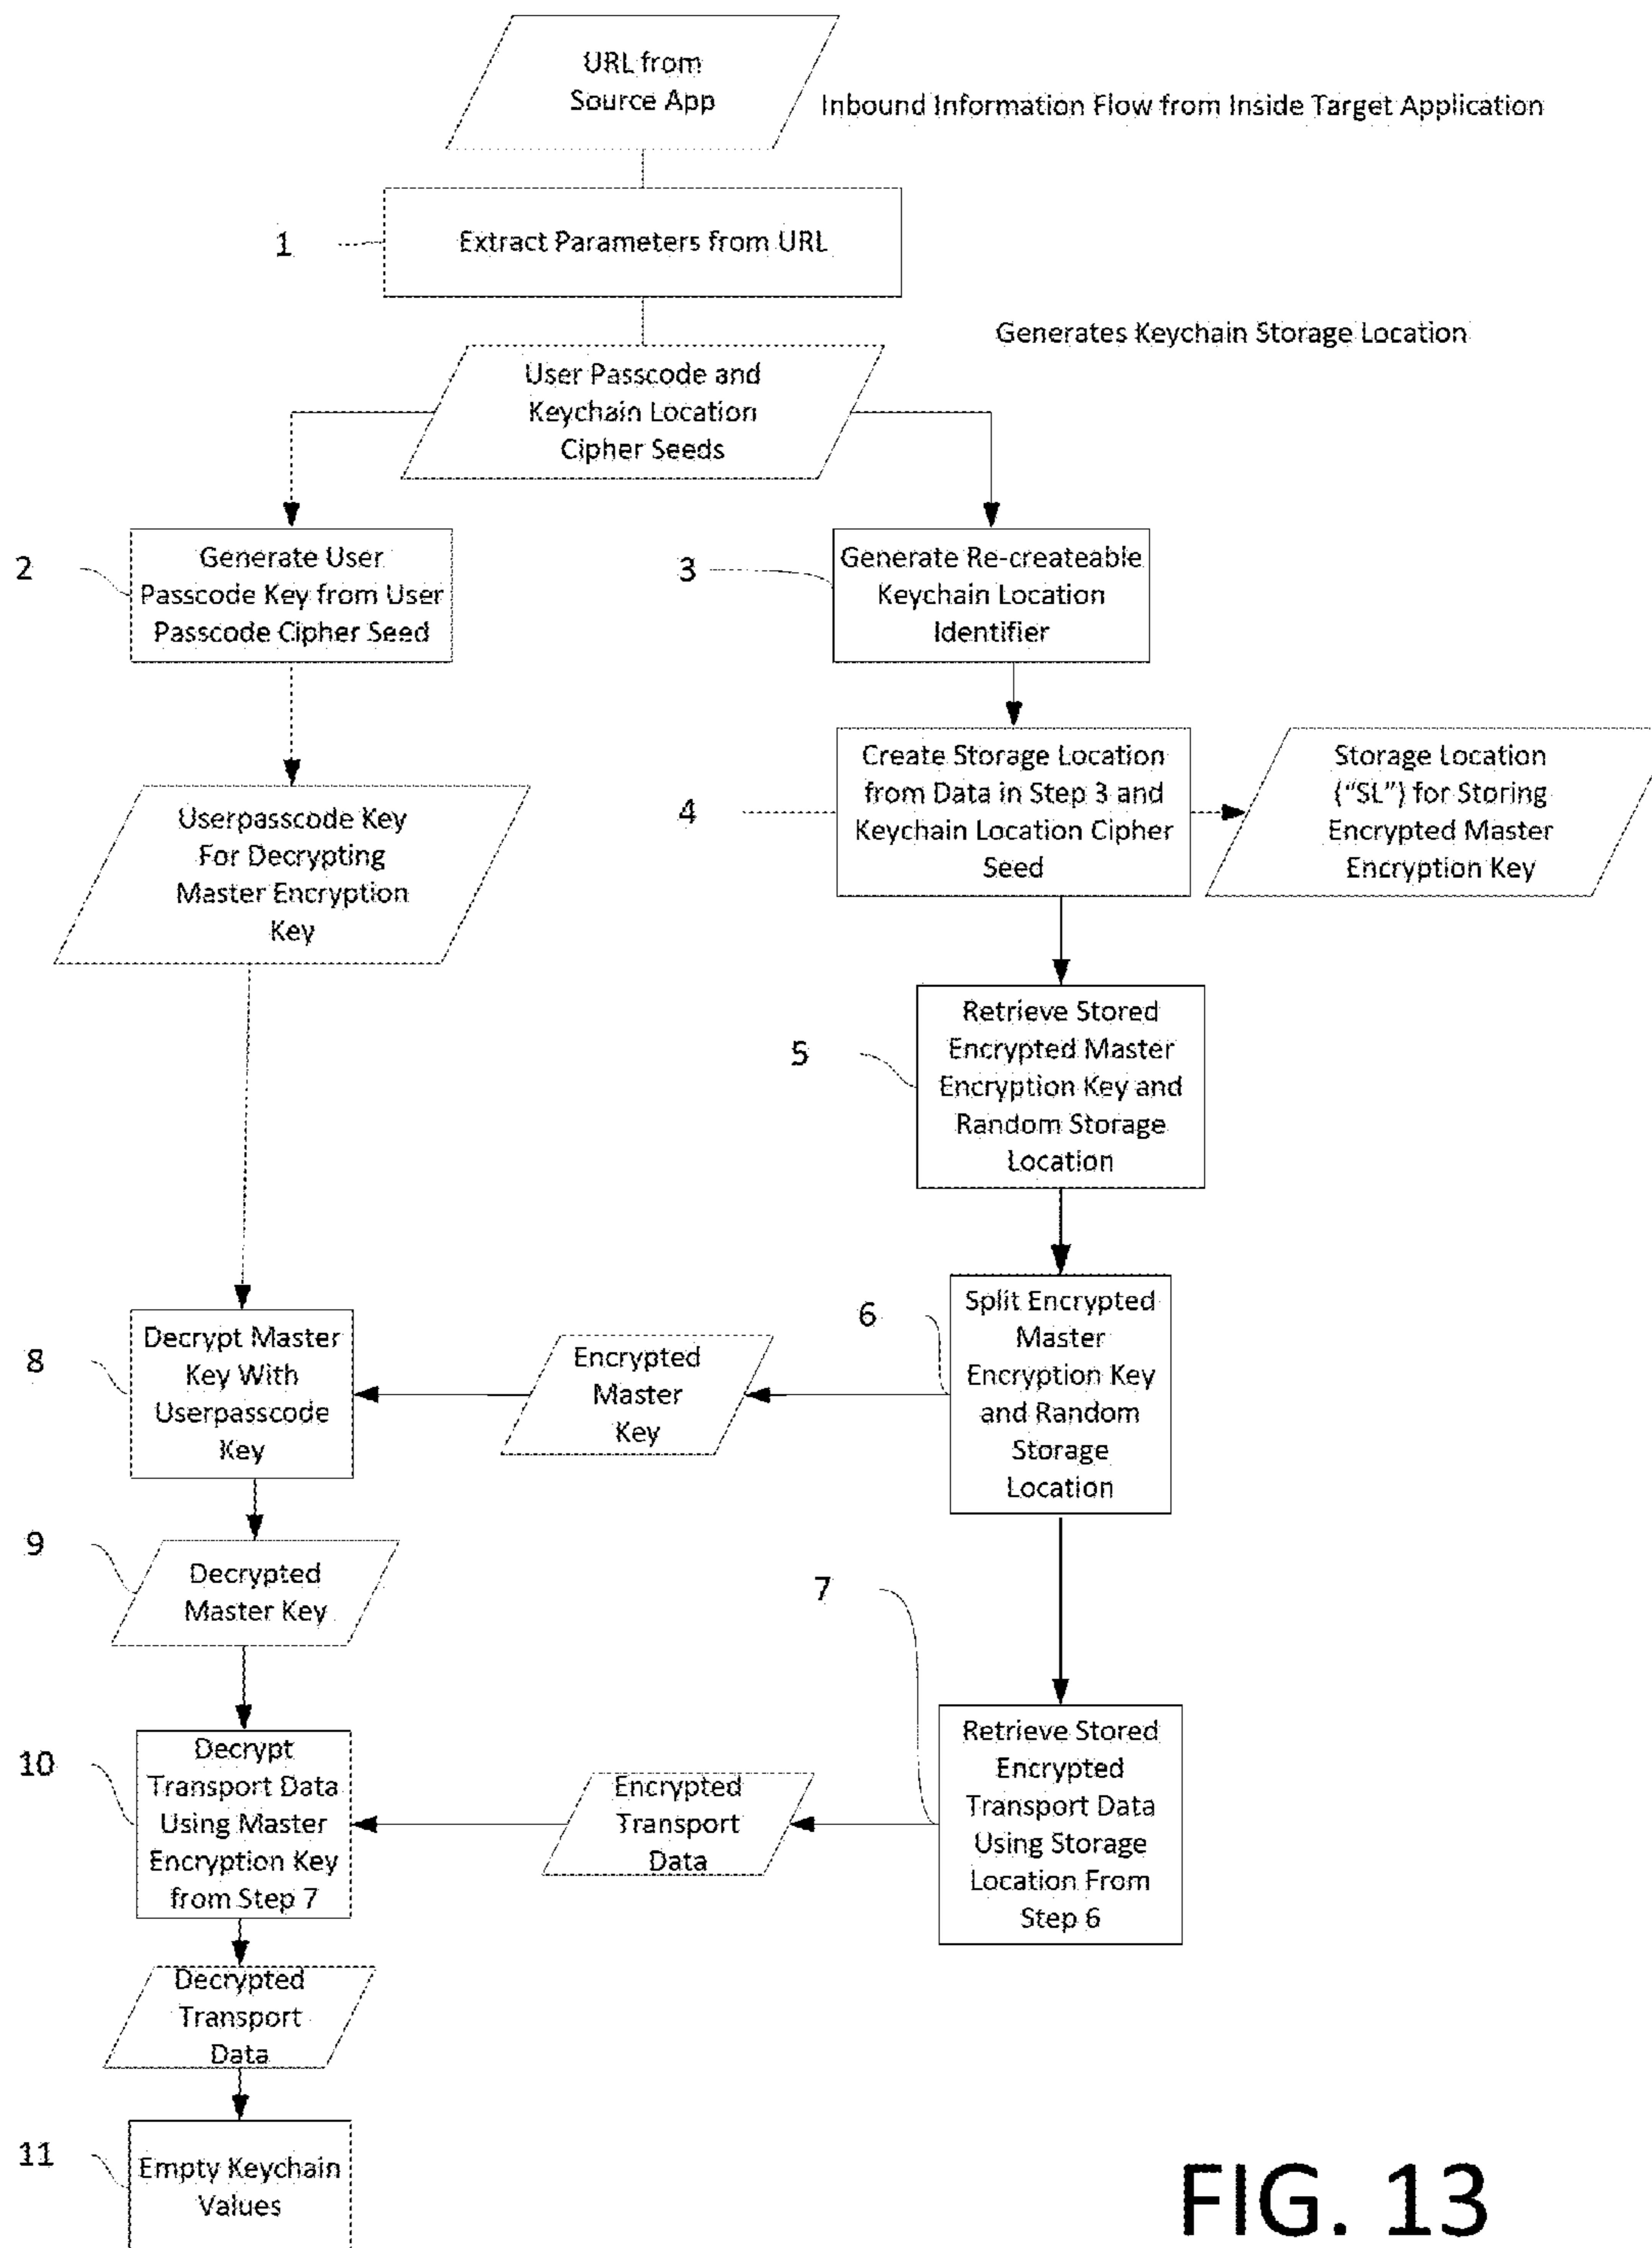 URL from
Source App
Inbound Information Flow from Inside Target Application
1
Extract Parameters from URL
Generates Keychain Storage Location
User Passcode and
Keychain Location
Cipher Seeds
2
Generate User
Passcode Key from User
Passcode Cipher Seed
3
Generate Re-createable
Keychain Location
Identifier
Userpasscode Key
For Decrypting
Master Encryption
Key
4
Create Storage Location
from Data in Step 3 and
Keychain Location Cipher
Seed
Storage Location
("SL") for Storing
Encrypted Master
Encryption Key
5
Retrieve Stored
Encrypted Master
Encryption Key and
Random Storage
Location
6
Split Encrypted
Master
Encryption Key
and Random
Storage
Location
Encrypted
Master
Key
8
Decrypt Master
Key With
Userpasscode
Key
9
Decrypted
Master Key
7
Retrieve Stored
Encrypted
Transport Data
Using Storage
Location From
Step 6
Encrypted
Transport
Data
10
Decrypt
Transport Data
Using Master
Encryption Key
from Step 7
Decrypted
Transport
Data
11
Empty Keychain
Values
FIG. 13